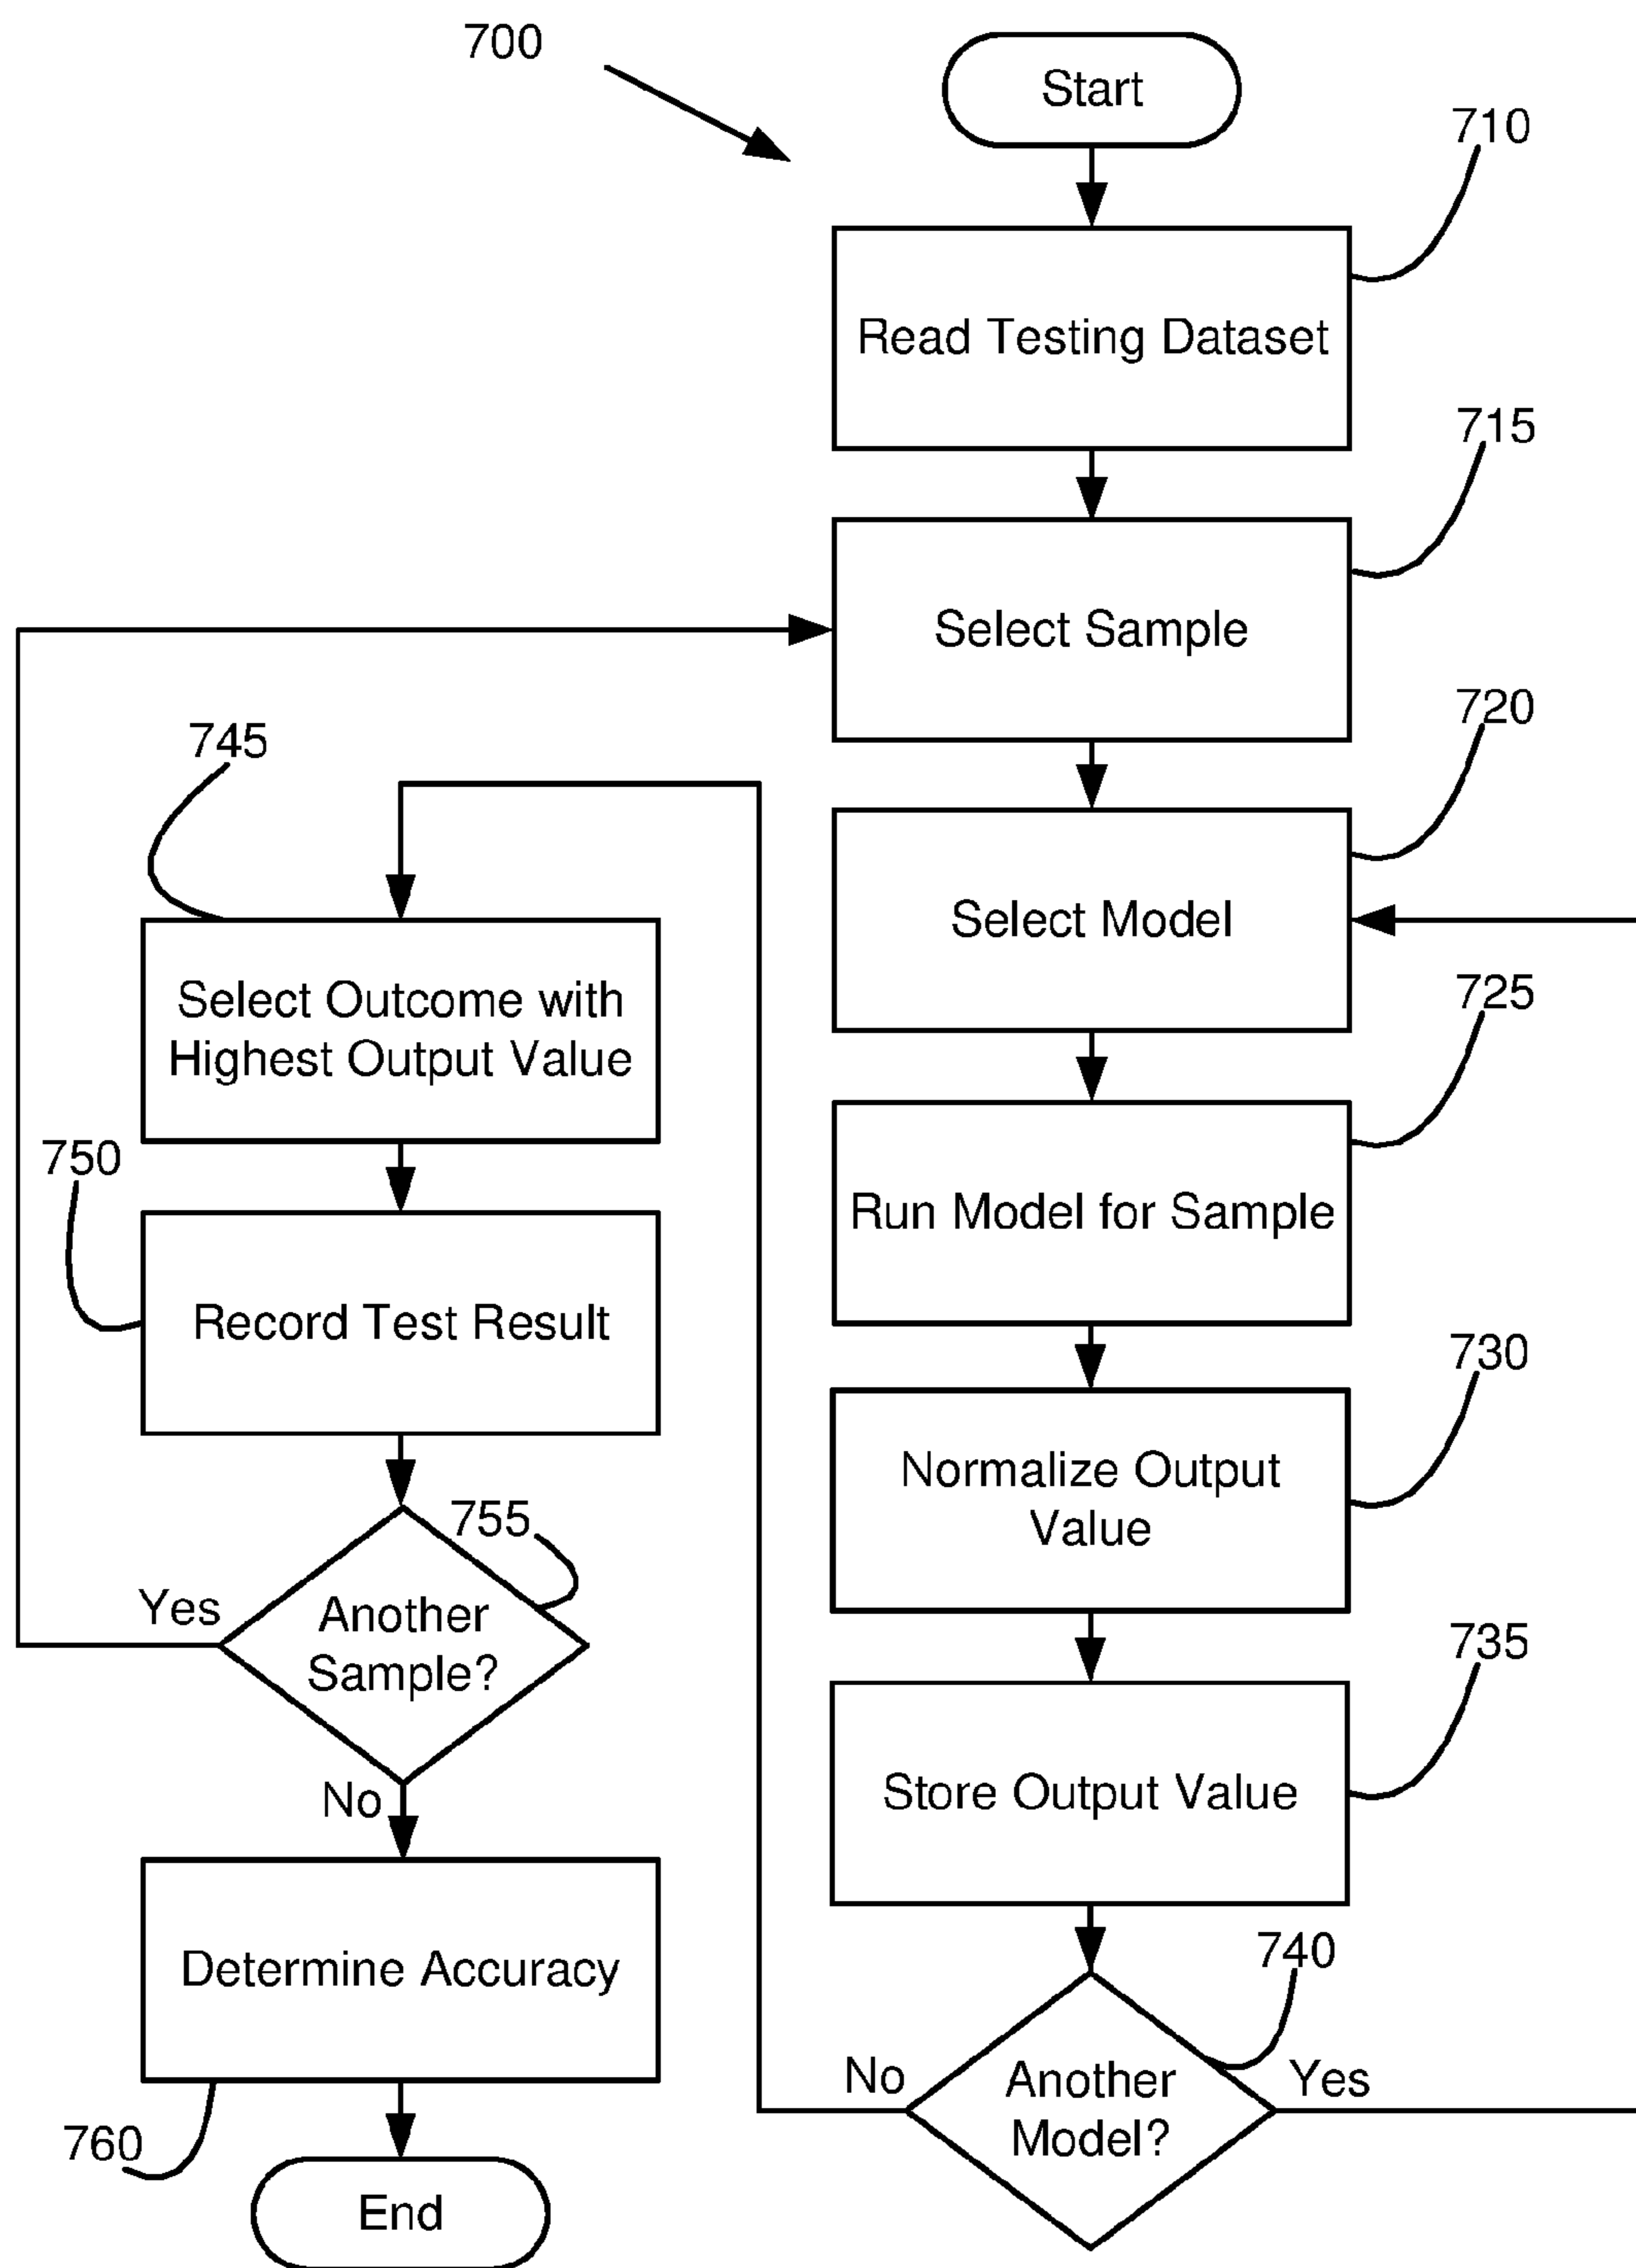 700
Start
710
Read Testing Dataset
715
Select Sample
720
Select Model
725
Run Model for Sample
730
Normalize Output
Value
735
Store Output Value
740
Another
Model?
No
Yes
745
Select Outcome with
Highest Output Value
750
Record Test Result
755
Another
Sample?
Yes
No
Determine Accuracy
760
End